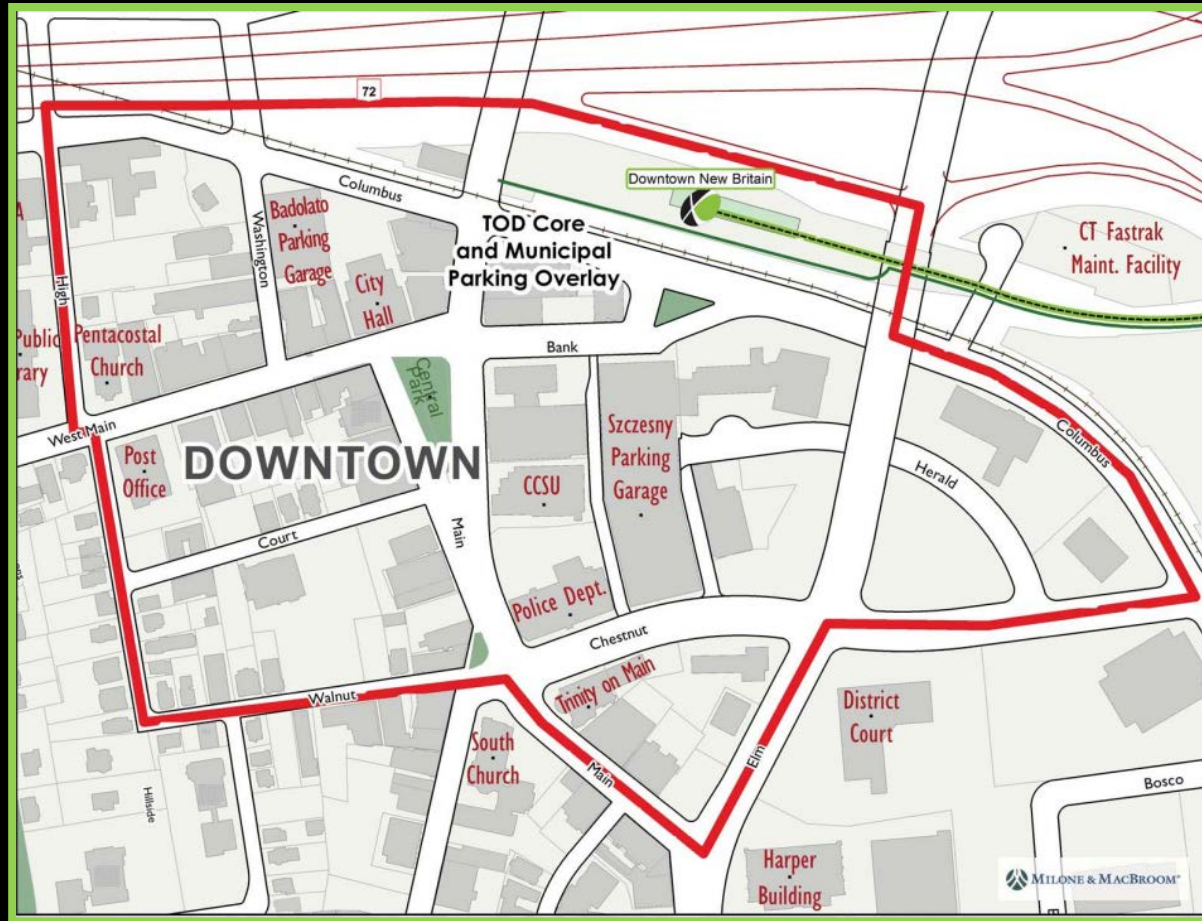 72
Downtown New Britain
Columbus
TOD Core
and Municipal
Parking Overlay
CT Fastrak
Maint. Facility
Washington
Badolato
Parking
Garage
City
Hall
High
Public
rary
Pentacostal
Church
Bank
Central
Park
West Main
Post
Office
DOWNTOWN
CCSU
Szczesny
Parking
Garage
Columbus
Herald
Court
Main
Police Dept.
Chestnut
Trinity on Main
Walnut
South
Church
Main
Elm
District
Court
Bosco
Hillside
Harper
Building
MILONE & MACBROOM®